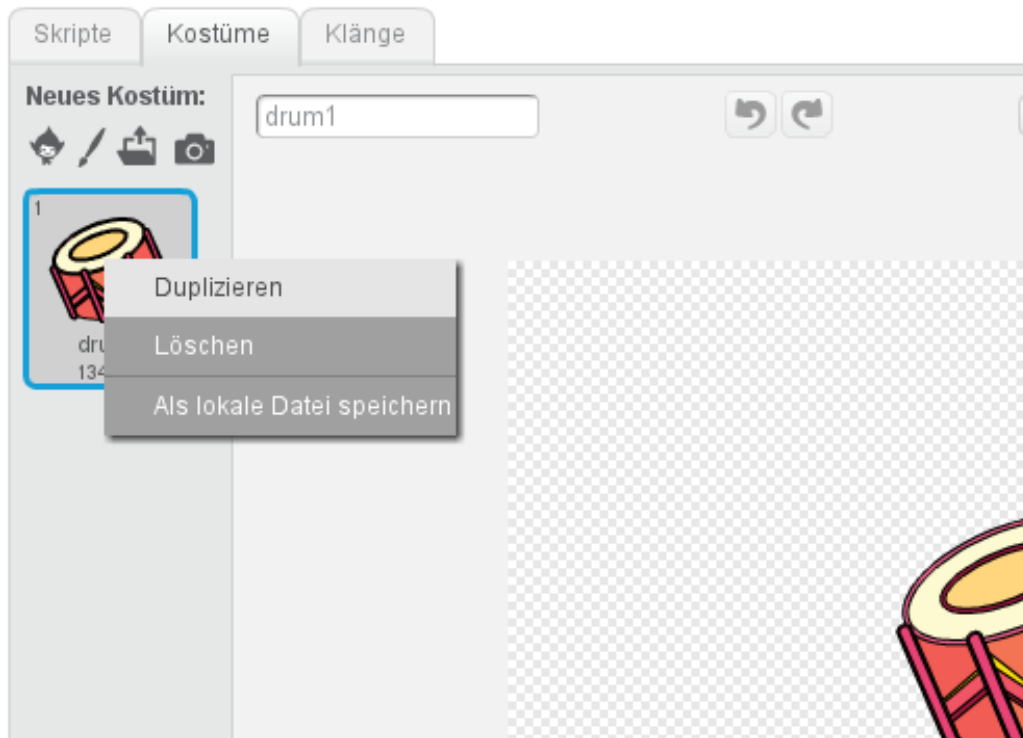 Skripte
Kostüme
Klänge
Neues Kostüm:
drum1
1
Duplizieren
Löschen
Als lokale Datei speichern